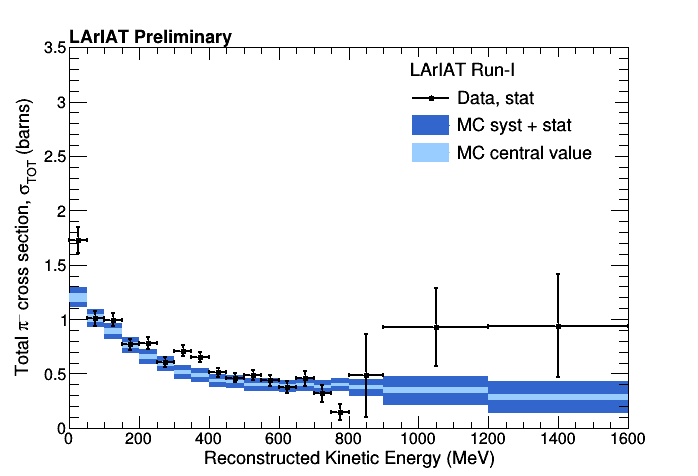 LArIAT Preliminary
3.5
3
2.5
2
1.5
1
0.5
0
Total π⁻ cross section, σ_TOT (barns)
LArIAT Run-I
Data, stat
MC syst + stat
MC central value
0 200 400 600 800 1000 1200 1400 1600
Reconstructed Kinetic Energy (MeV)